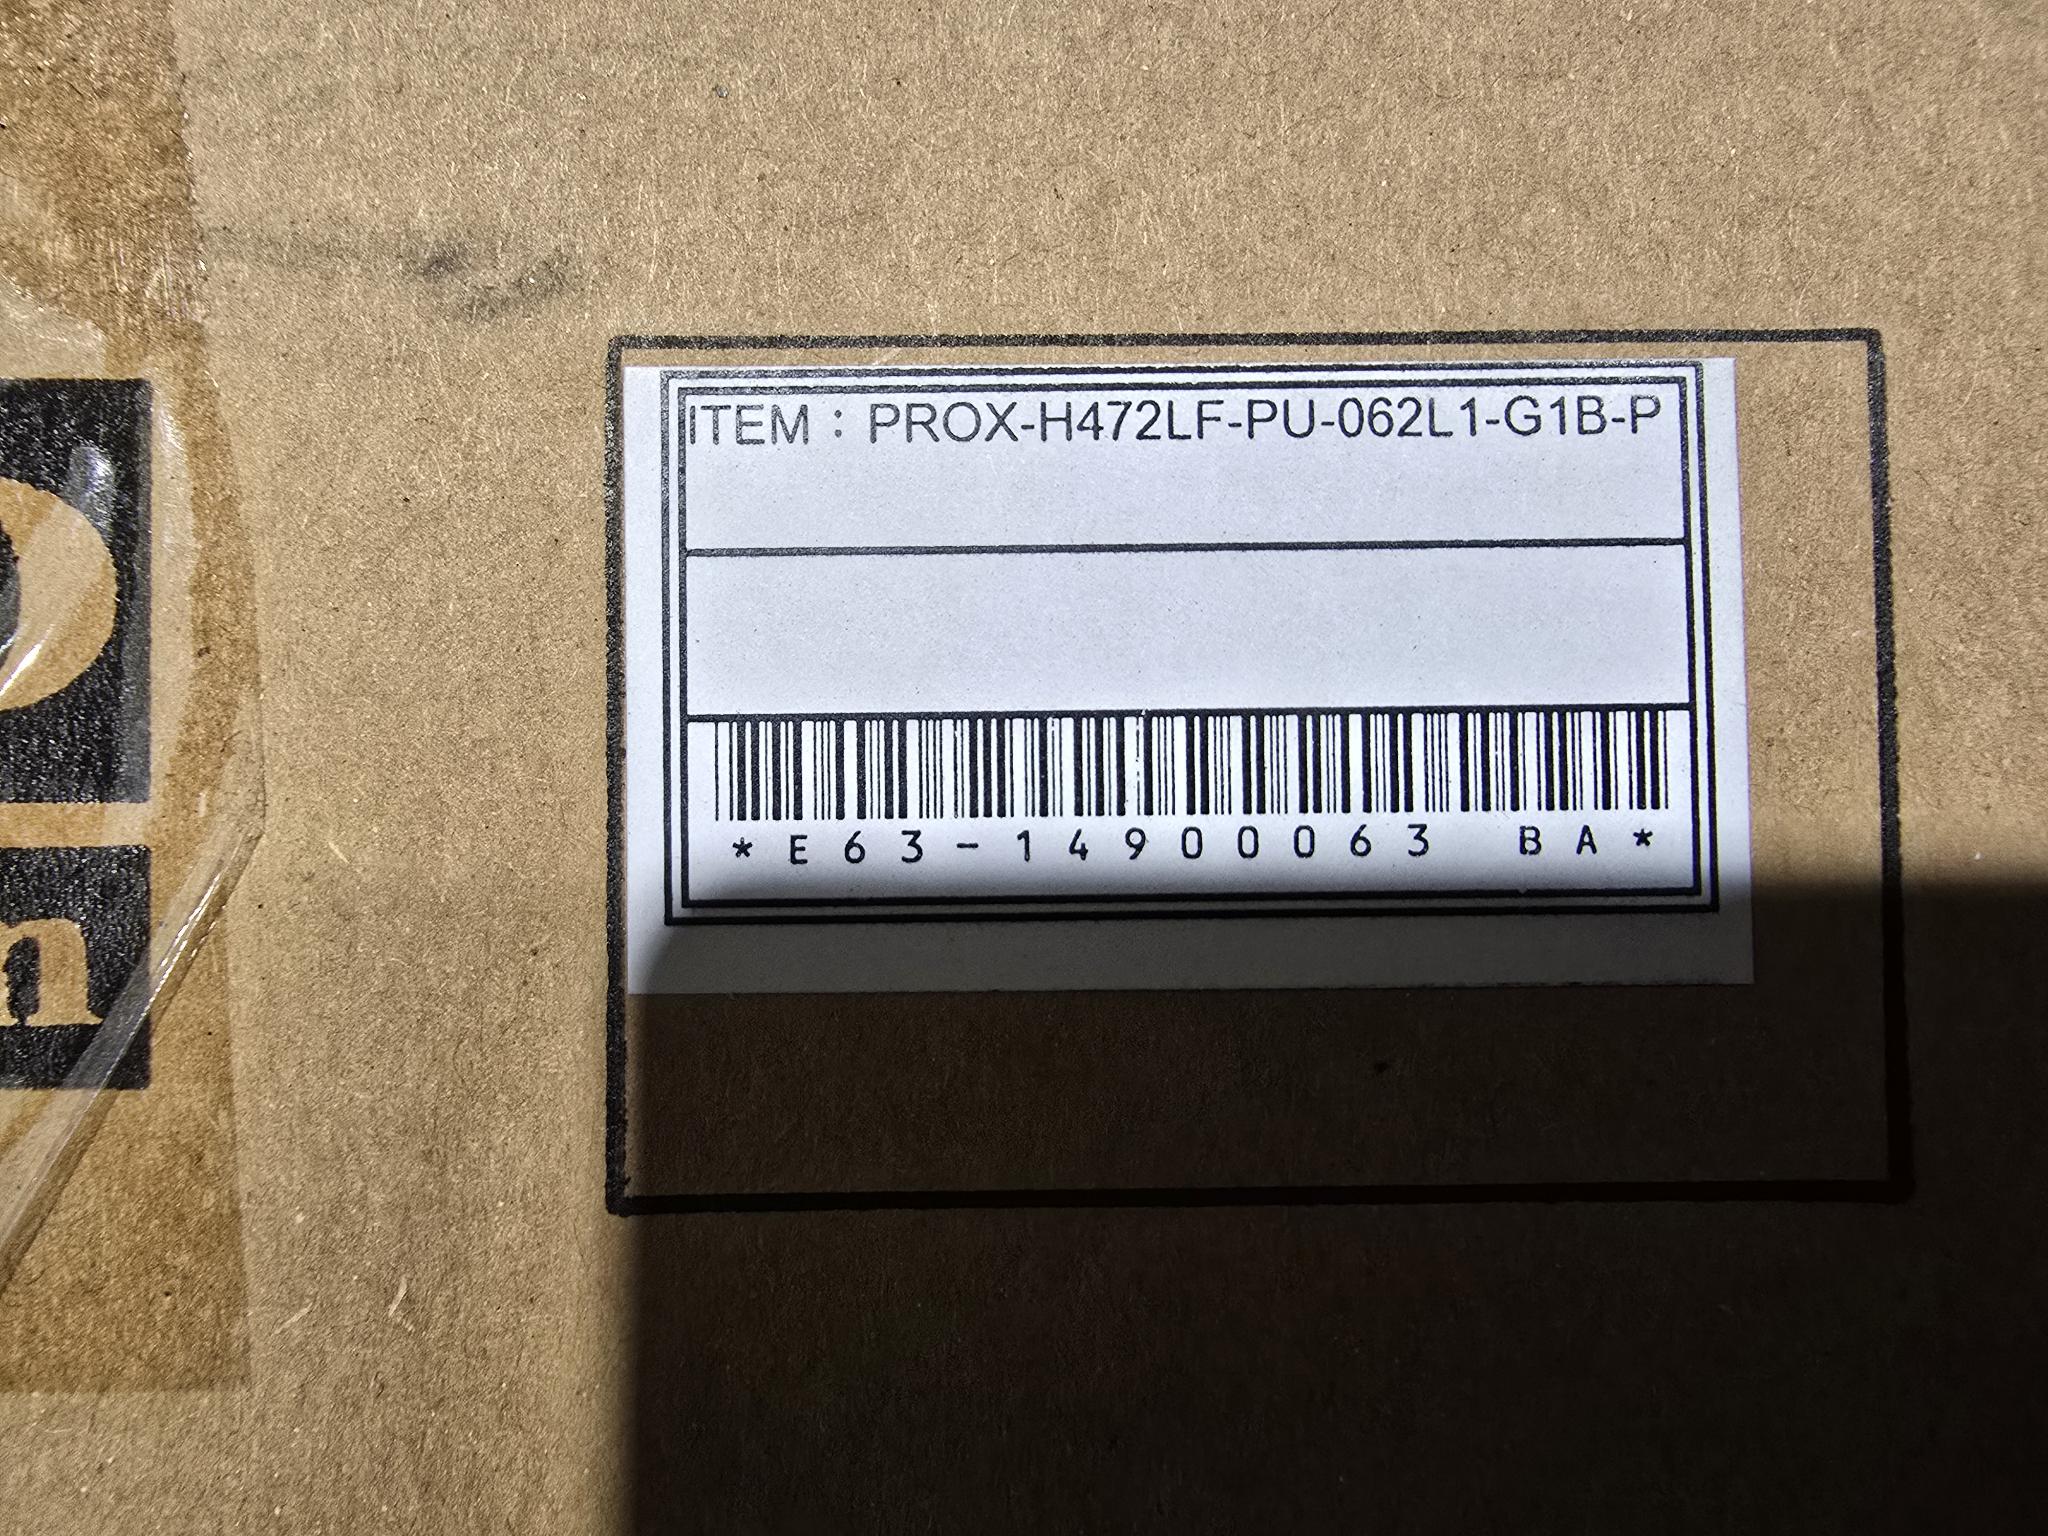 ITEM：PROX-H472LF-PU-062L1-G1B-P
*E63-14900063 BA*